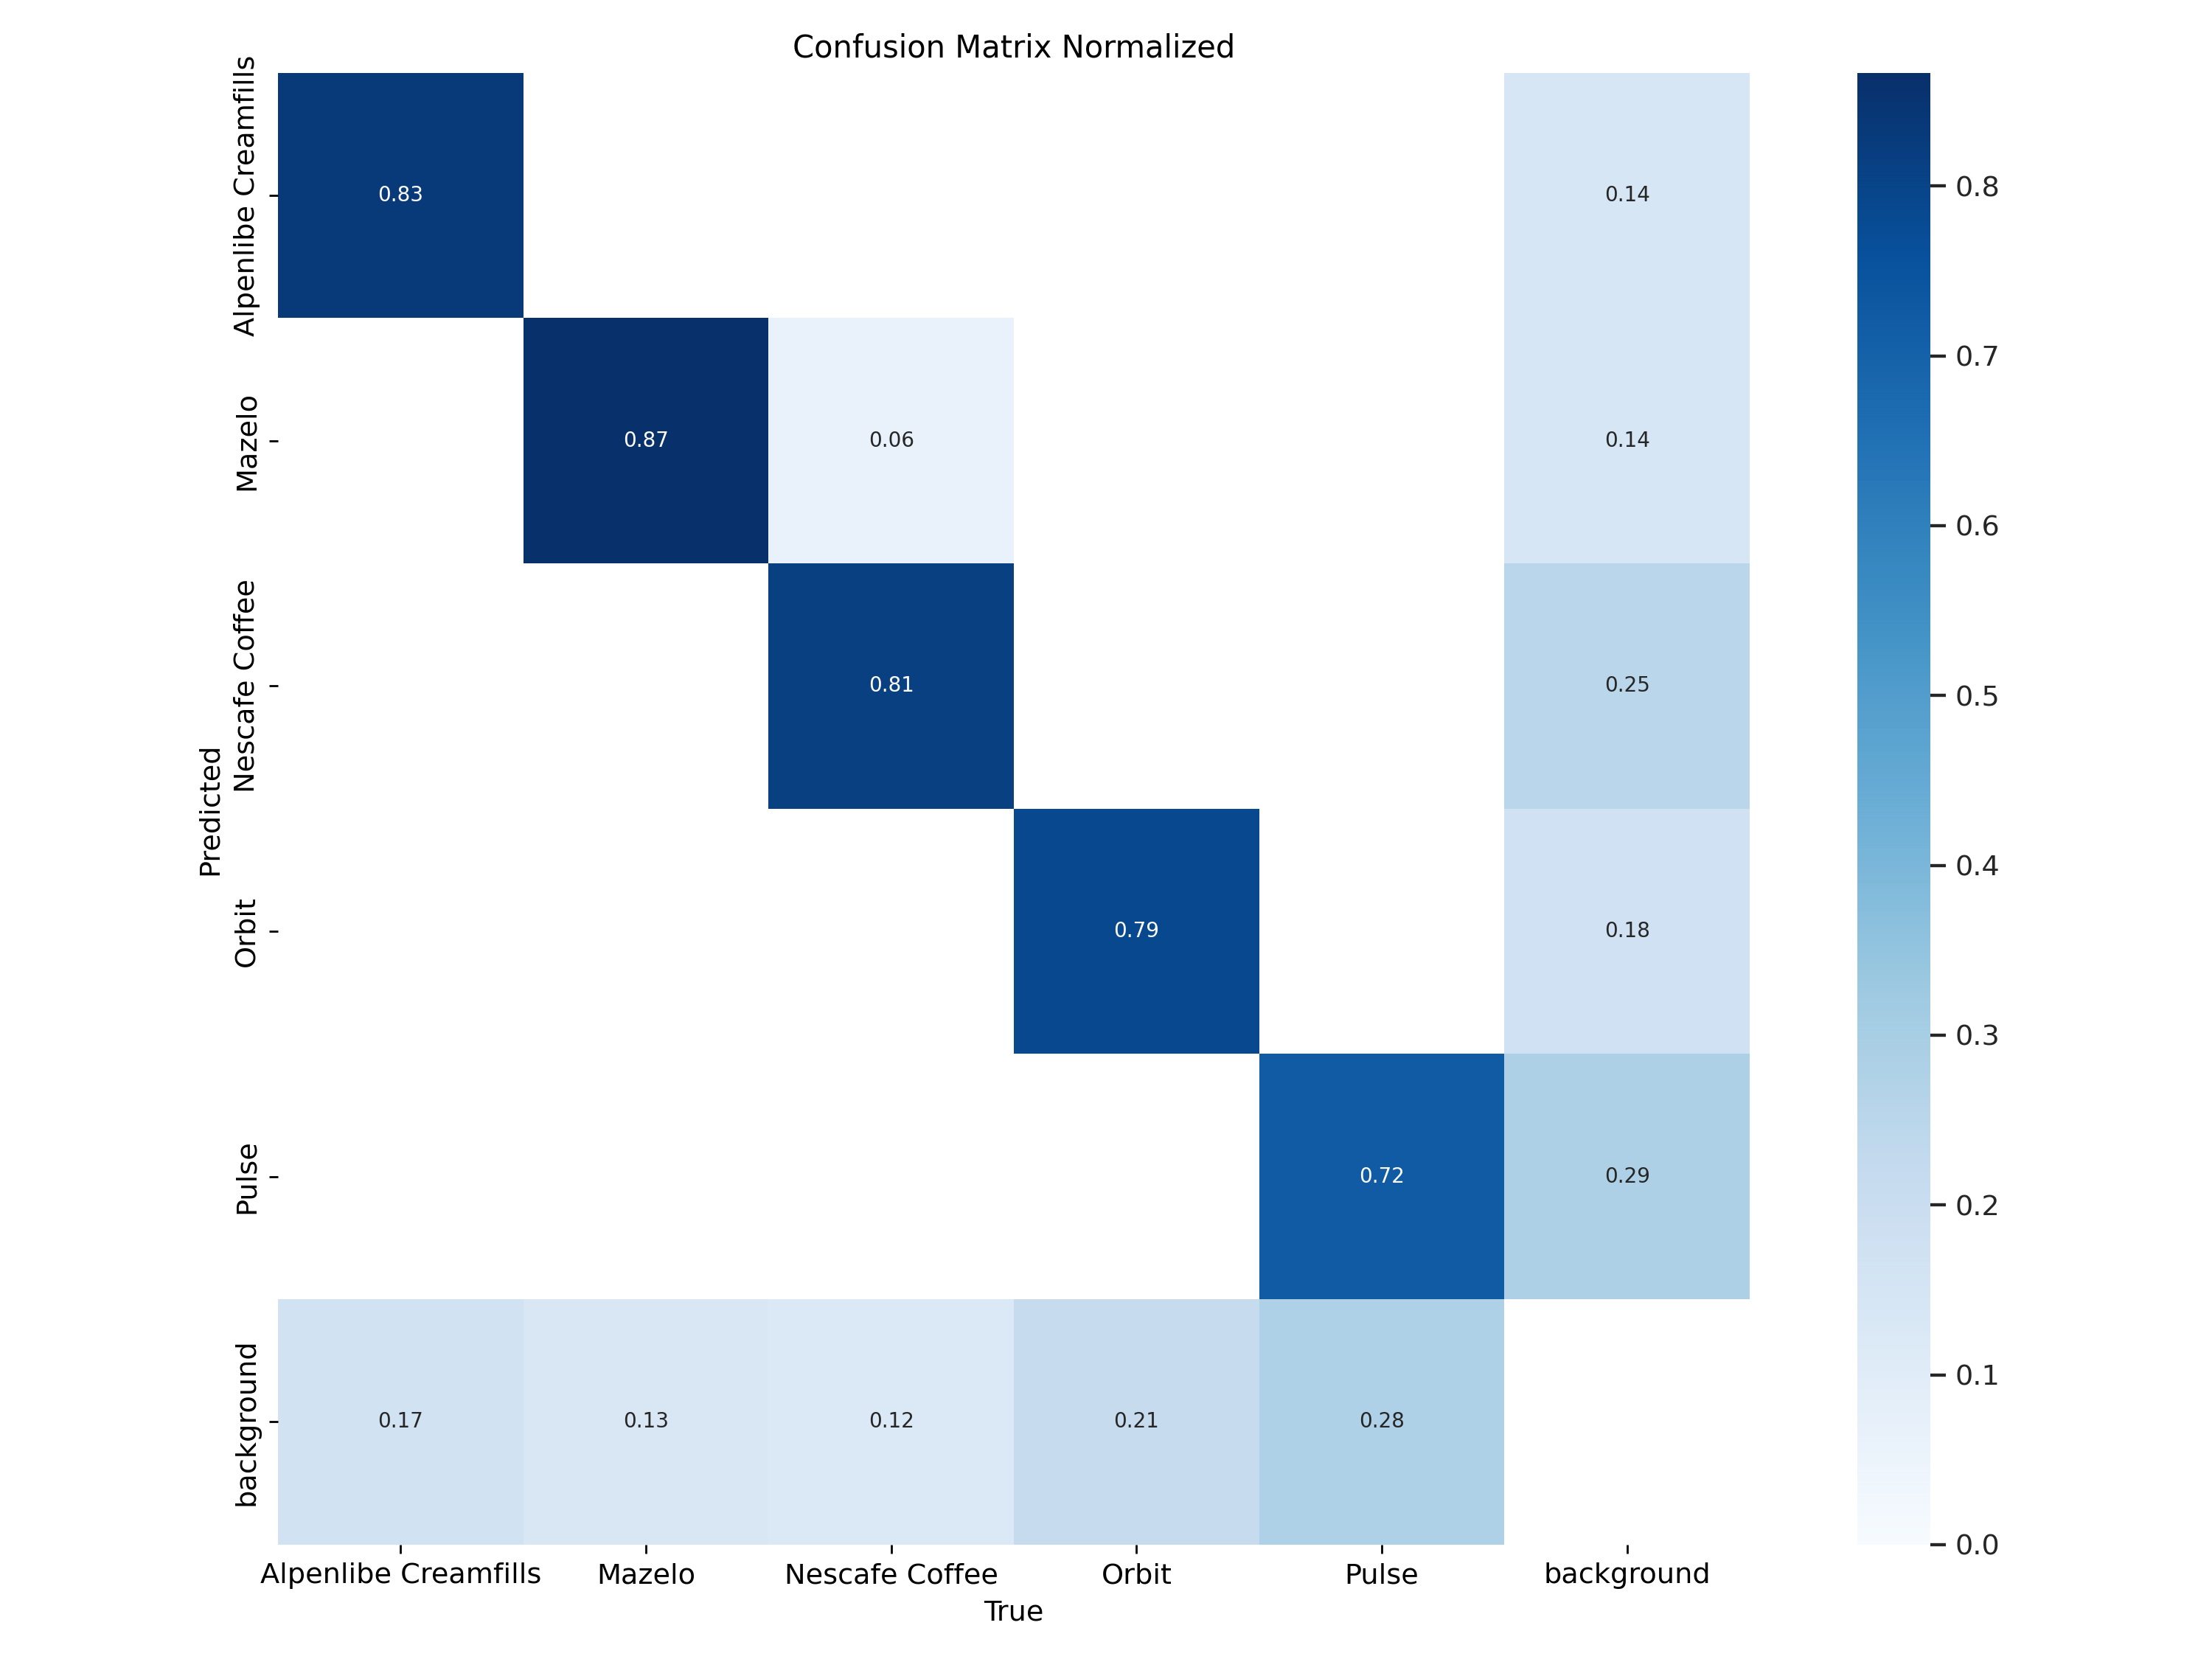 Confusion Matrix Normalized
Predicted
Alpenlibe Creamfills
0.83
0.14
Mazelo
0.87
0.06
0.14
Nescafe Coffee
0.81
0.25
Orbit
0.79
0.18
Pulse
0.72
0.29
background
0.17
0.13
0.12
0.21
0.28
Alpenlibe Creamfills
Mazelo
Nescafe Coffee
Orbit
Pulse
background
True
0.8
0.7
0.6
0.5
0.4
0.3
0.2
0.1
0.0